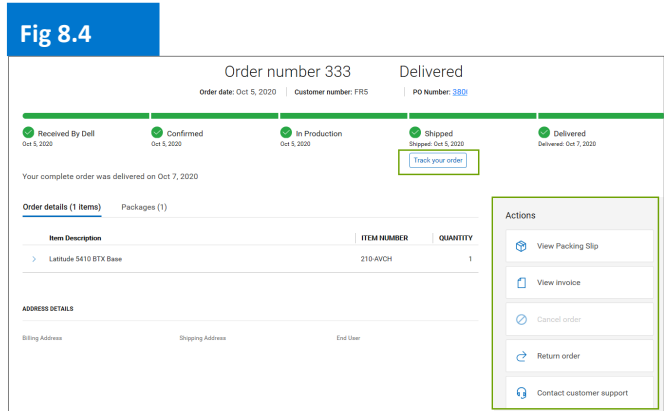 Fig 8.4
Order number 333 Delivered
Order date: Oct 5, 2020 Customer number: FR5 PO Number: 380
Received By Dell Confirmed In Production Shipped Delivered
Oct 5, 2020 Oct 5, 2020 Oct 5, 2020 Shipped: Oct 5, 2020 Delivered: Oct 7, 2020
Track your order
Your complete order was delivered on Oct 7, 2020
Order details (1 items) Packages (1)
Item Description ITEM NUMBER QUANTITY
Latitude 5410 BTX Base 210-AVCH 1
ADDRESS DETAILS
Billing Address Shipping Address End User
Actions
View Packing Slip
View invoice
Cancel order
Return order
Contact customer support